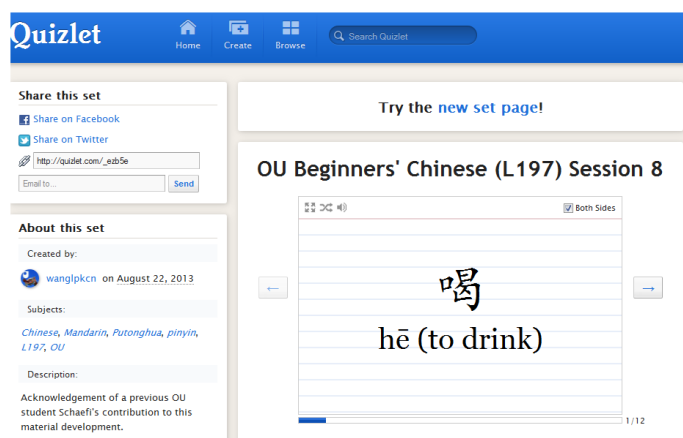 Quizlet
Home
Create
Browse
Search Quizlet
Share this set
Share on Facebook
Share on Twitter
http://quizlet.com/_ezb5e
Email to...
Send
About this set
Created by:
wanglpkcn on August 22, 2013
Subjects:
Chinese, Mandarin, Putonghua, pinyin,
L197, OU
Description:
Acknowledgement of a previous OU
student Schaefi's contribution to this
material development.
Try the new set page!
OU Beginners' Chinese (L197) Session 8
Both Sides
喝
hē (to drink)
1/12